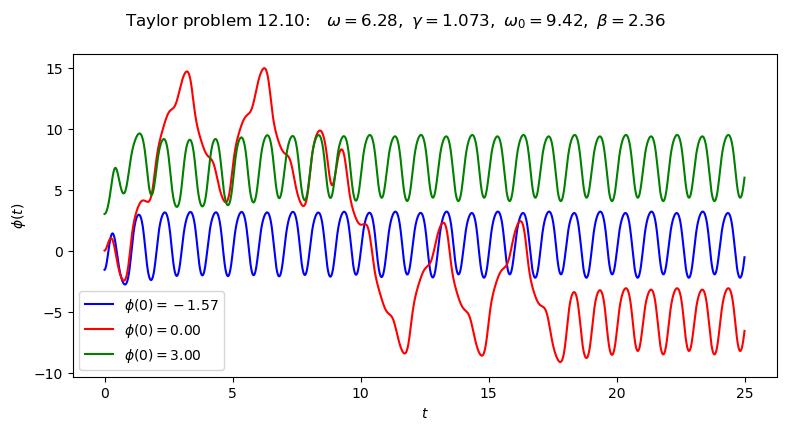 Taylor problem 12.10: ω = 6.28, γ = 1.073, ω₀ = 9.42, β = 2.36
15
10
5
0
−5
−10
ϕ(t)
ϕ(0) = −1.57
ϕ(0) = 0.00
ϕ(0) = 3.00
0 5 10 15 20 25
t